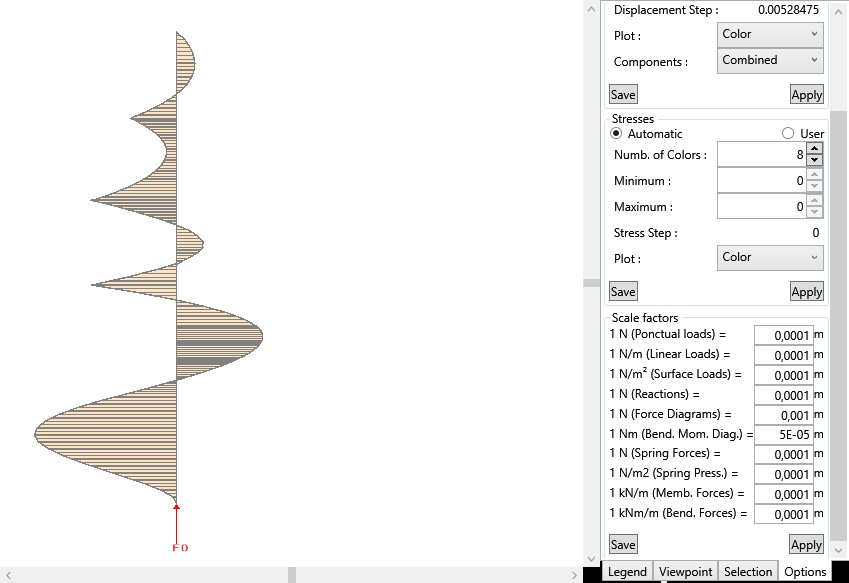 Displacement Step : 0.00528475
Plot : Color
Components : Combined
Save Apply
Stresses
Automatic User
Numb. of Colors : 8
Minimum : 0
Maximum : 0
Stress Step : 0
Plot : Color
Save Apply
Scale factors
1 N (Ponctual loads) = 0,0001 m
1 N/m (Linear Loads) = 0,0001 m
1 N/m² (Surface Loads) = 0,0001 m
1 N (Reactions) = 0,0001 m
1 N (Force Diagrams) = 0,001 m
1 Nm (Bend. Mom. Diag.) = 5E-05 m
1 N (Spring Forces) = 0,0001 m
1 N/m2 (Spring Press.) = 0,0001 m
1 kN/m (Memb. Forces) = 0,0001 m
1 kNm/m (Bend. Forces) = 0,0001 m
Save Apply
F0
Legend Viewpoint Selection Options